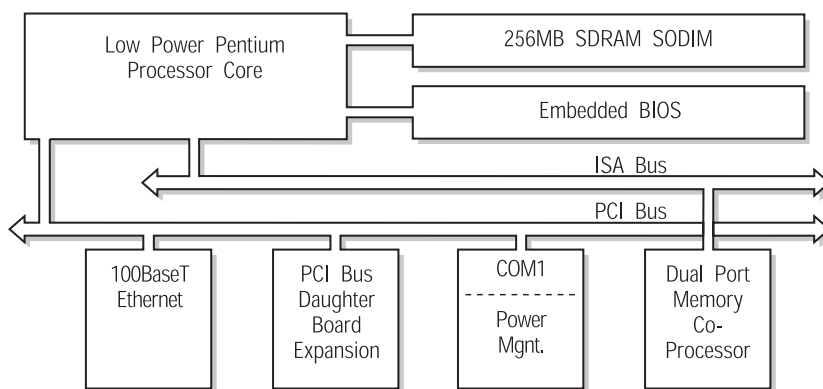 Low Power Pentium
Processor Core
256MB SDRAM SODIM
Embedded BIOS
ISA Bus
PCI Bus
100BaseT
Ethernet
PCI Bus
Daughter
Board
Expansion
COM1
Power
Mgnt.
Dual Port
Memory
Co-
Processor